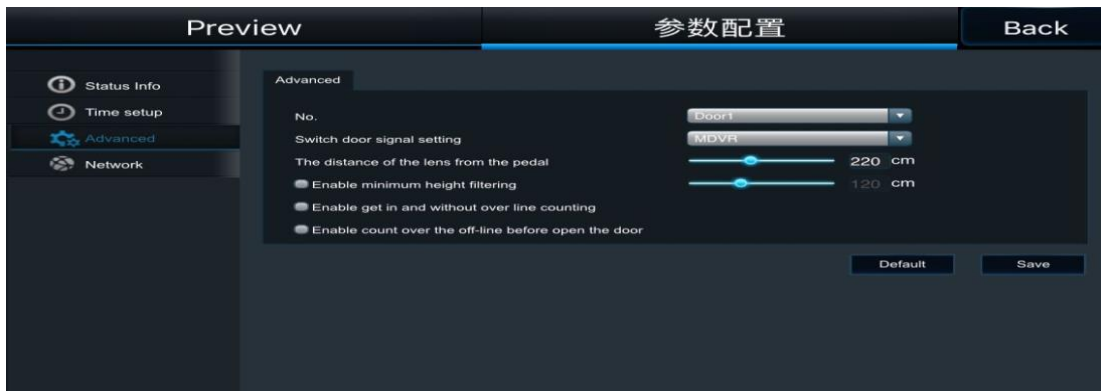 Preview 参数配置 Back
Status Info
Time setup
Advanced
Network
Advanced
No. Door1
Switch door signal setting MDVR
The distance of the lens from the pedal 220 cm
Enable minimum height filtering 120 cm
Enable get in and without over line counting
Enable count over the off-line before open the door
Default Save